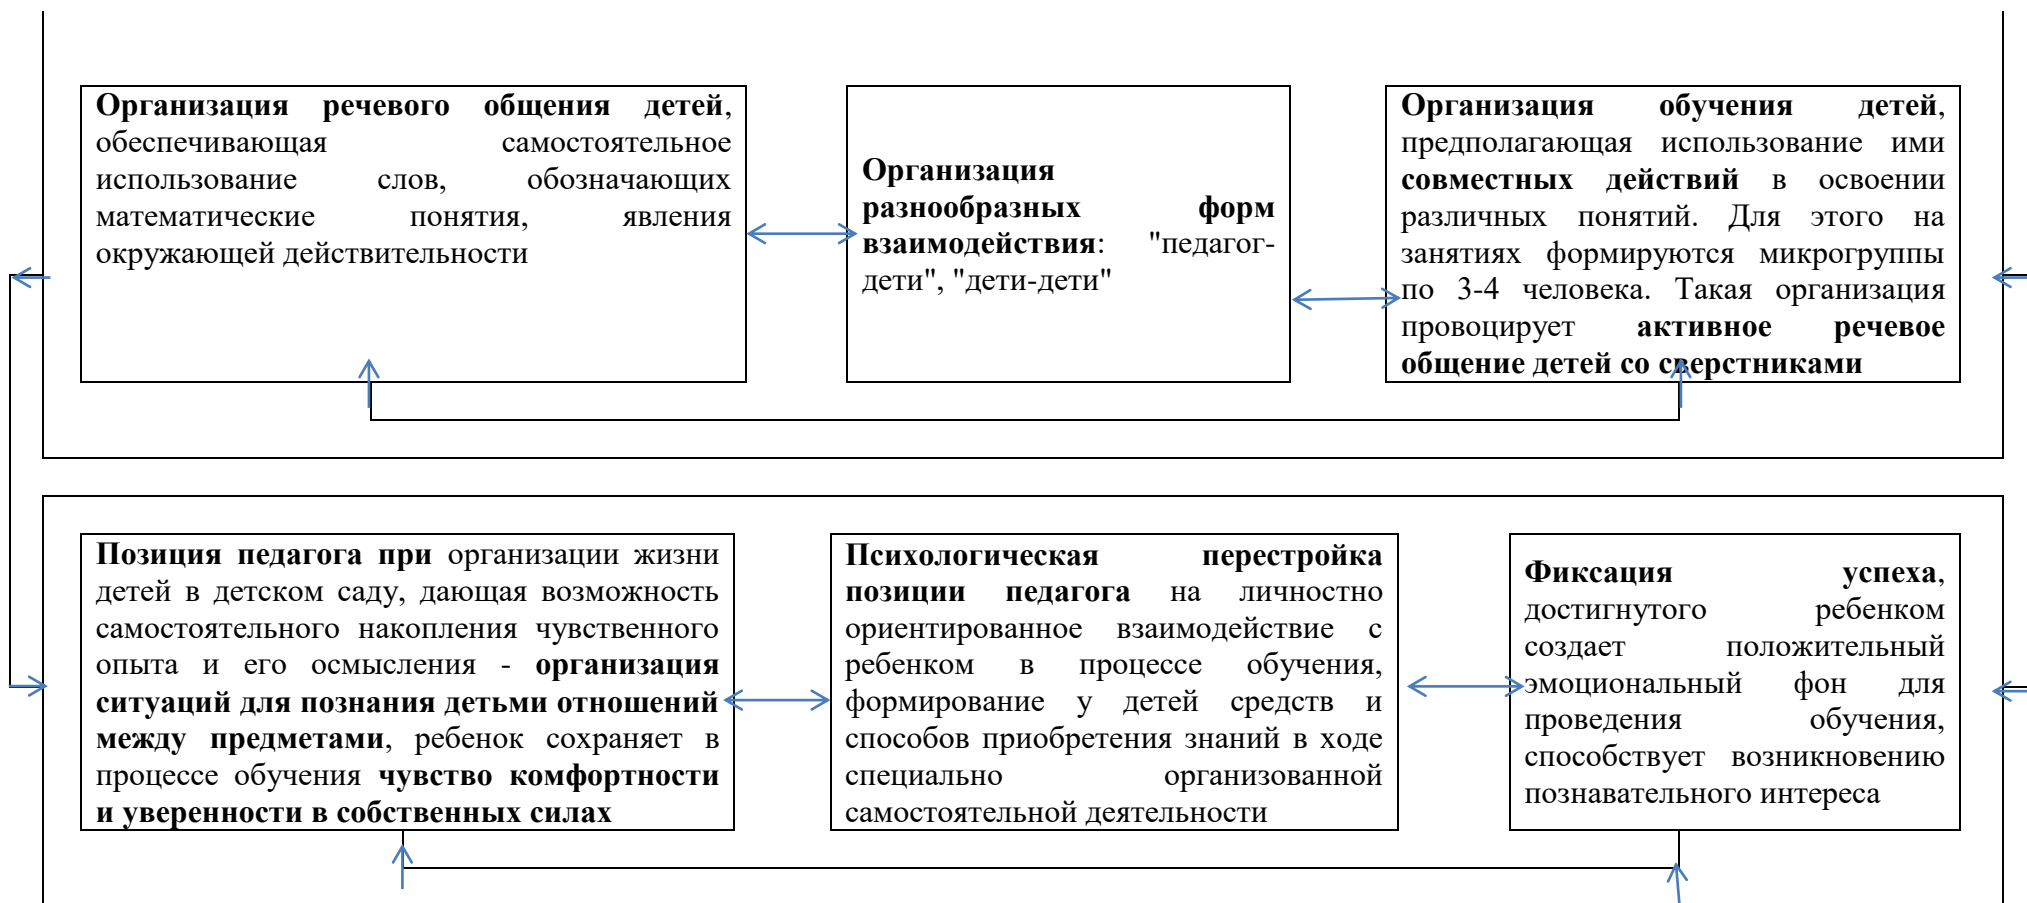 Организация речевого общения детей,
обеспечивающая самостоятельное
использование слов, обозначающих
математические понятия, явления
окружающей действительности
Организация
разнообразных форм
взаимодействия: "педагог-
дети", "дети-дети"
Организация обучения детей,
предполагающая использование ими
совместных действий в освоении
различных понятий. Для этого на
занятиях формируются микрогруппы
по 3-4 человека. Такая организация
провоцирует активное речевое
общение детей со сверстниками
Позиция педагога при организации жизни
детей в детском саду, дающая возможность
самостоятельного накопления чувственного
опыта и его осмысления - организация
ситуаций для познания детьми отношений
между предметами, ребенок сохраняет в
процессе обучения чувство комфортности
и уверенности в собственных силах
Психологическая перестройка
позиции педагога на личностно
ориентированное взаимодействие с
ребенком в процессе обучения,
формирование у детей средств и
способов приобретения знаний в ходе
специально организованной
самостоятельной деятельности
Фиксация успеха,
достигнутого ребенком
создает положительный
эмоциональный фон для
проведения обучения,
способствует возникновению
познавательного интереса